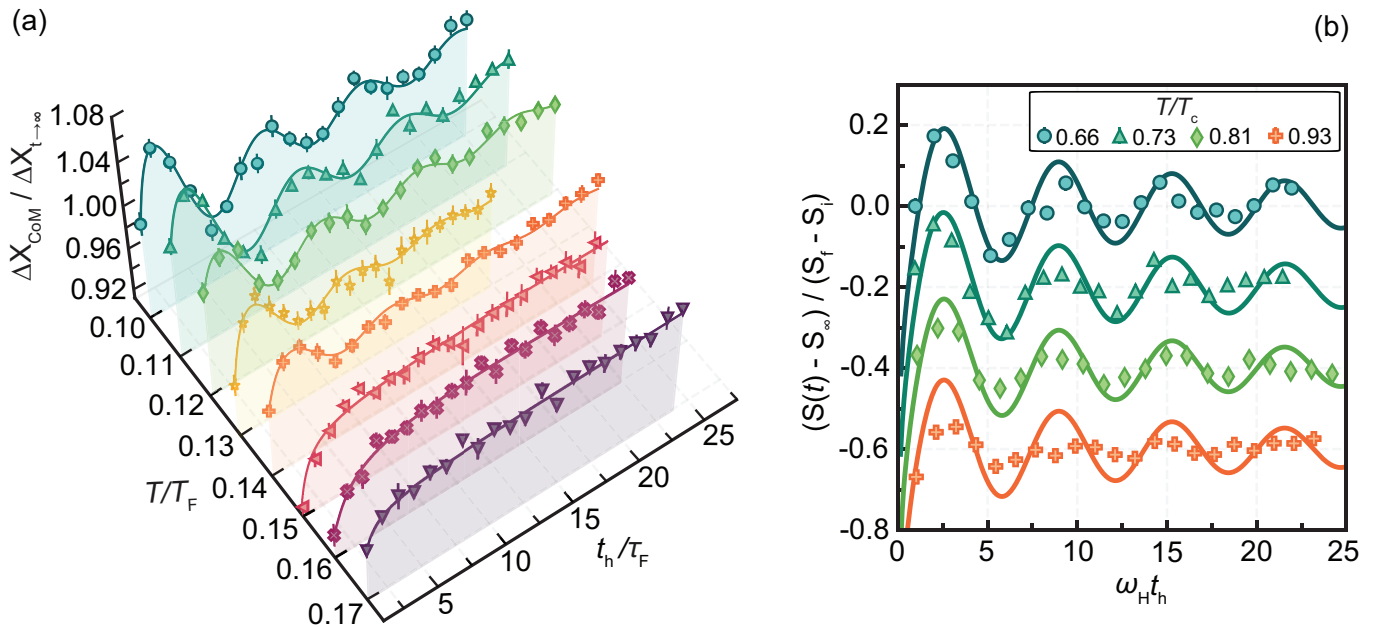 (a)
1.08
1.04
1.00
0.96
0.92
ΔX_CoM / ΔX_t→∞
0.10
0.11
0.12
0.13
0.14
0.15
0.16
0.17
T/T_F
5
10
15
20
25
t_h/τ_F
(b)
T/T_c
0.66 0.73 0.81 0.93
0.2
0.0
-0.2
-0.4
-0.6
-0.8
(S(t) - S_∞) / (S_f - S_i)
0 5 10 15 20 25
ω_H t_h